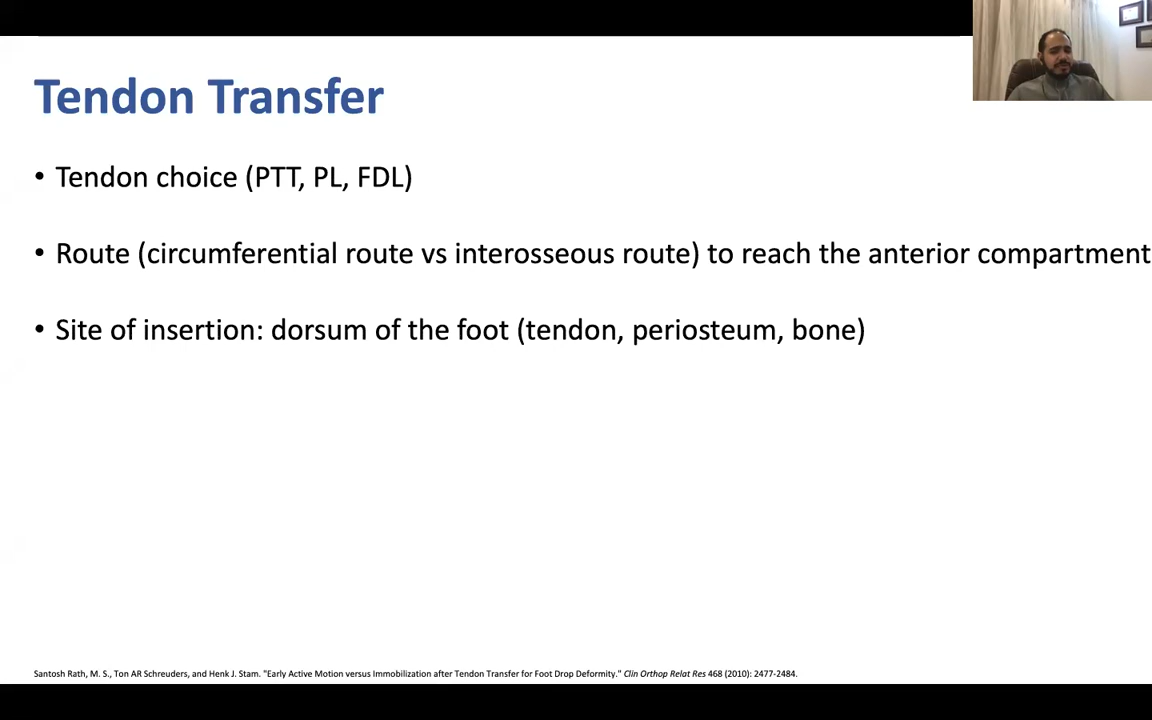 Tendon Transfer
• Tendon choice (PTT, PL, FDL)
• Route (circumferential route vs interosseous route) to reach the anterior compartment
• Site of insertion: dorsum of the foot (tendon, periosteum, bone)
Santosh Rath, M. S., Ton AR Schreuders, and Henk J. Stam. "Early Active Motion versus Immobilization after Tendon Transfer for Foot Drop Deformity." Clin Orthop Relat Res 468 (2010): 2477-2484.